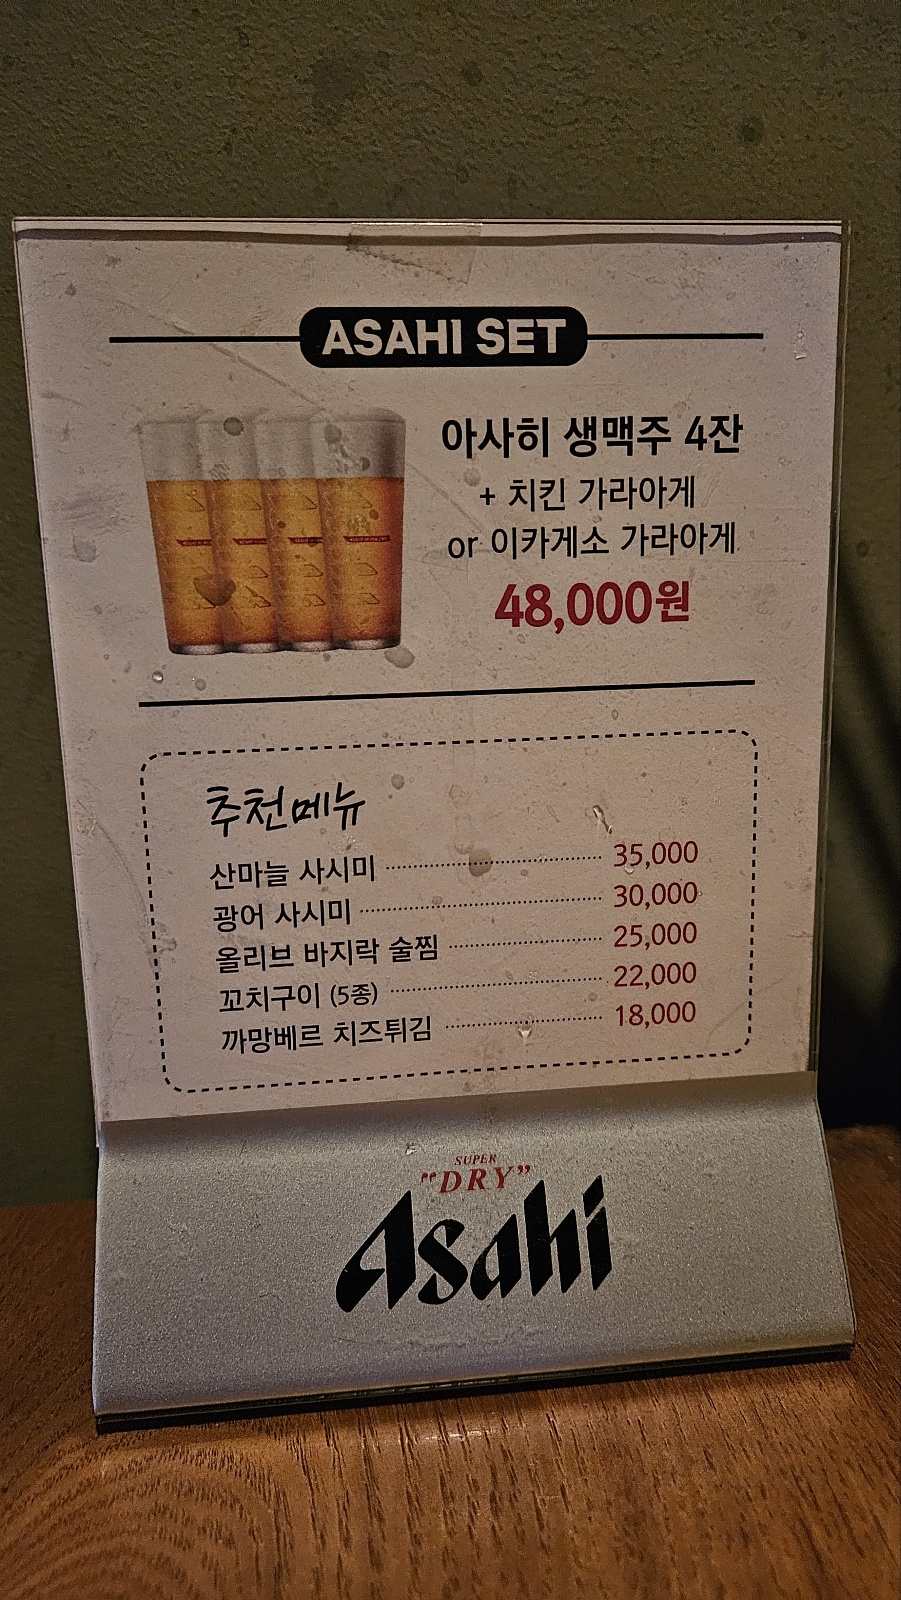 ASAHI SET
아사히 생맥주 4잔
+ 치킨 가라아게
or 이카게소 가라아게
48,000원
추천메뉴
산마늘 사시미 35,000
광어 사시미 30,000
올리브 바지락 술찜 25,000
꼬치구이 (5종) 22,000
까망베르 치즈튀김 18,000
SUPER
"DRY"
Asahi